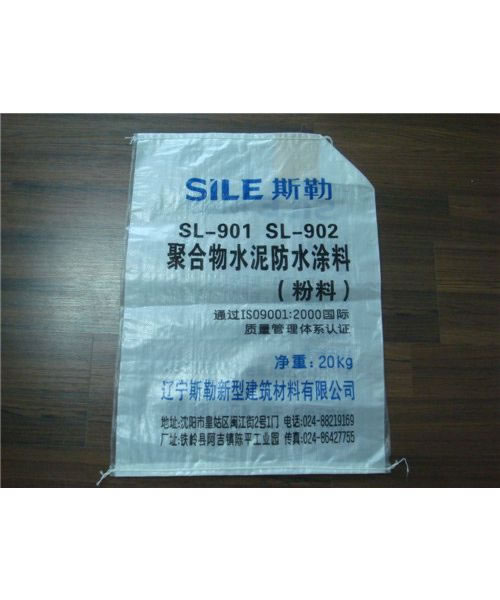 SILE 斯勒
SL-901 SL-902
聚合物水泥防水涂料
(粉料)
通过ISO9001:2000国际
质量管理体系认证
净重:20Kg
辽宁斯勒新型建筑材料有限公司
地址:沈阳市皇姑区闽江街2号1门 电话:024-88219169
厂址:铁岭县阿吉镇陈平工业园 传真:024-86427755